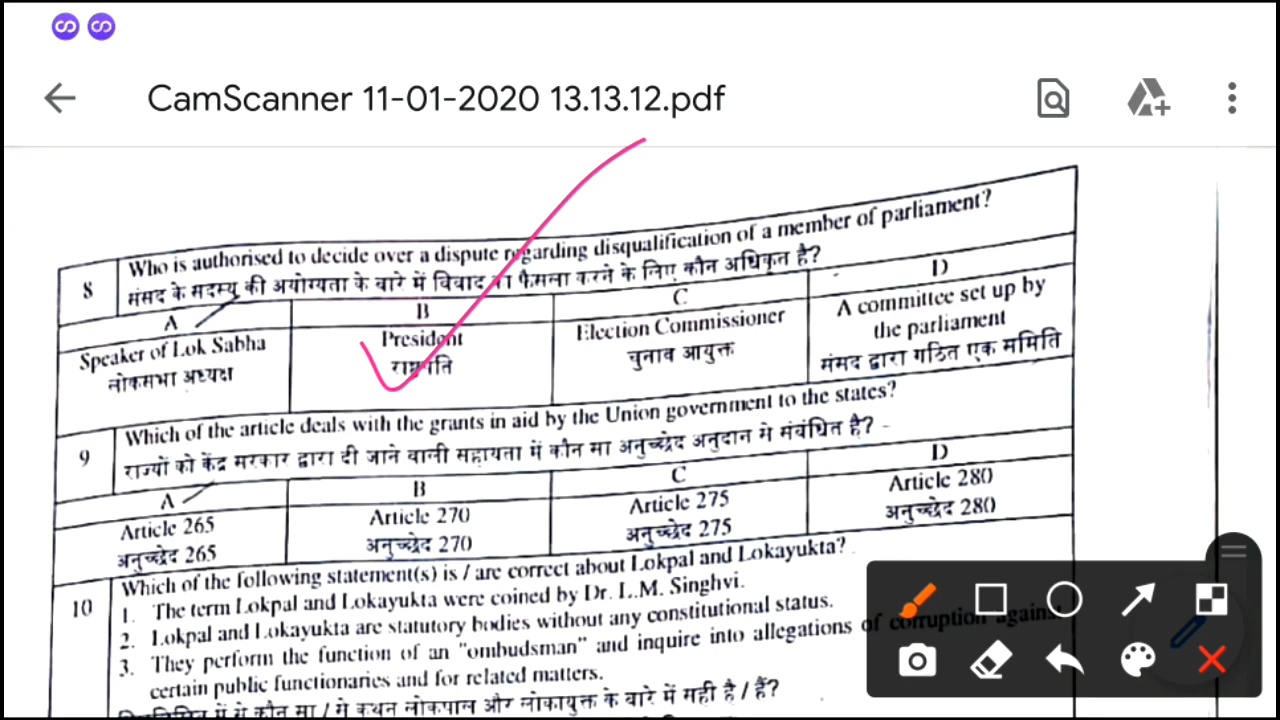 CamScanner 11-01-2020 13.13.12.pdf
8
Who is authorised to decide over a dispute regarding disqualification of a member of parliament?
संसद के सदस्य की अयोग्यता के बारे में विवाद का फैसला करने के लिए कौन अधिकृत है?
A
B
C
D
Speaker of Lok Sabha
लोकसभा अध्यक्ष
President
राष्ट्रपति
Election Commissioner
चुनाव आयुक्त
A committee set up by
the parliament
संसद द्वारा गठित एक समिति
9
Which of the article deals with the grants in aid by the Union government to the states?
राज्यों को केंद्र सरकार द्वारा दी जाने वाली सहायता में कौन सा अनुच्छेद अनुदान से संबंधित है?
A
B
C
D
Article 265
अनुच्छेद 265
Article 270
अनुच्छेद 270
Article 275
अनुच्छेद 275
Article 280
अनुच्छेद 280
10
Which of the following statement(s) is / are correct about Lokpal and Lokayukta?
1. The term Lokpal and Lokayukta were coined by Dr. L.M. Singhvi.
2. Lokpal and Lokayukta are statutory bodies without any constitutional status.
3. They perform the function of an "ombudsman" and inquire into allegations of corruption against
certain public functionaries and for related matters.
में से कौन सा / से कथन लोकपाल और लोकायुक्त के बारे में सही है / हैं?